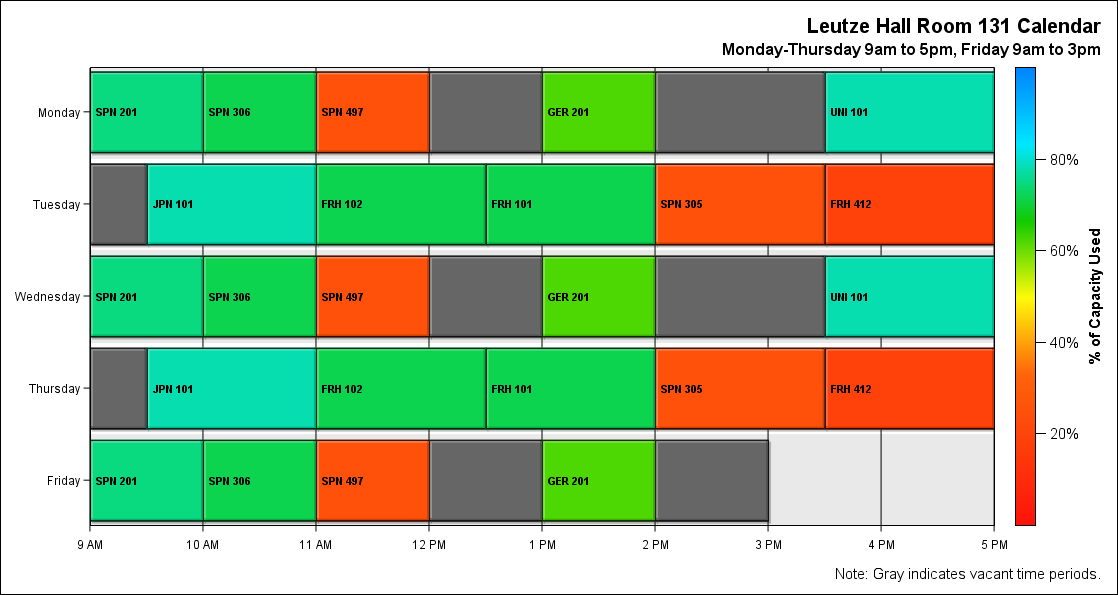 Leutze Hall Room 131 Calendar
Monday-Thursday 9am to 5pm, Friday 9am to 3pm
Monday
SPN 201
SPN 306
SPN 497
GER 201
UNI 101
Tuesday
JPN 101
FRH 102
FRH 101
SPN 305
FRH 412
Wednesday
SPN 201
SPN 306
SPN 497
GER 201
UNI 101
Thursday
JPN 101
FRH 102
FRH 101
SPN 305
FRH 412
Friday
SPN 201
SPN 306
SPN 497
GER 201
9 AM
10 AM
11 AM
12 PM
1 PM
2 PM
3 PM
4 PM
5 PM
80%
60%
40%
20%
% of Capacity Used
Note: Gray indicates vacant time periods.